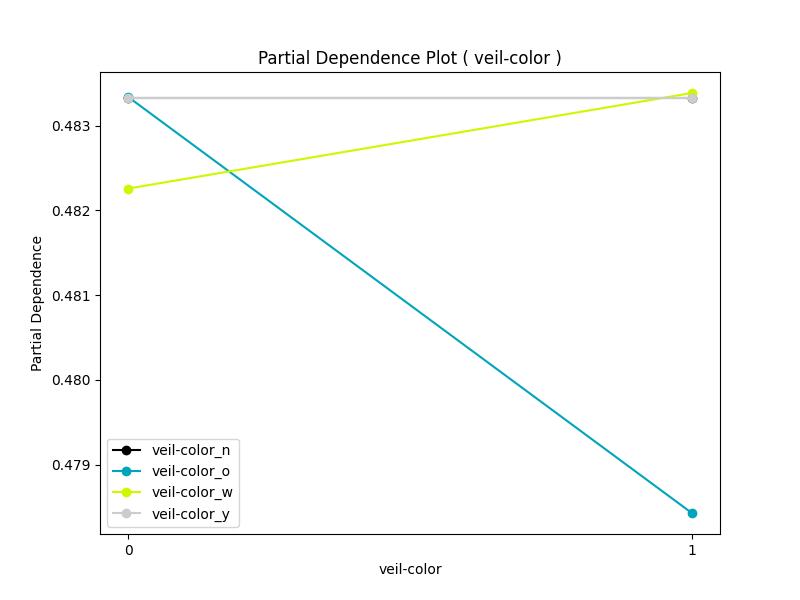 Partial Dependence Plot ( veil-color )
Partial Dependence
0.483
0.482
0.481
0.480
0.479
veil-color_n
veil-color_o
veil-color_w
veil-color_y
0 1
veil-color